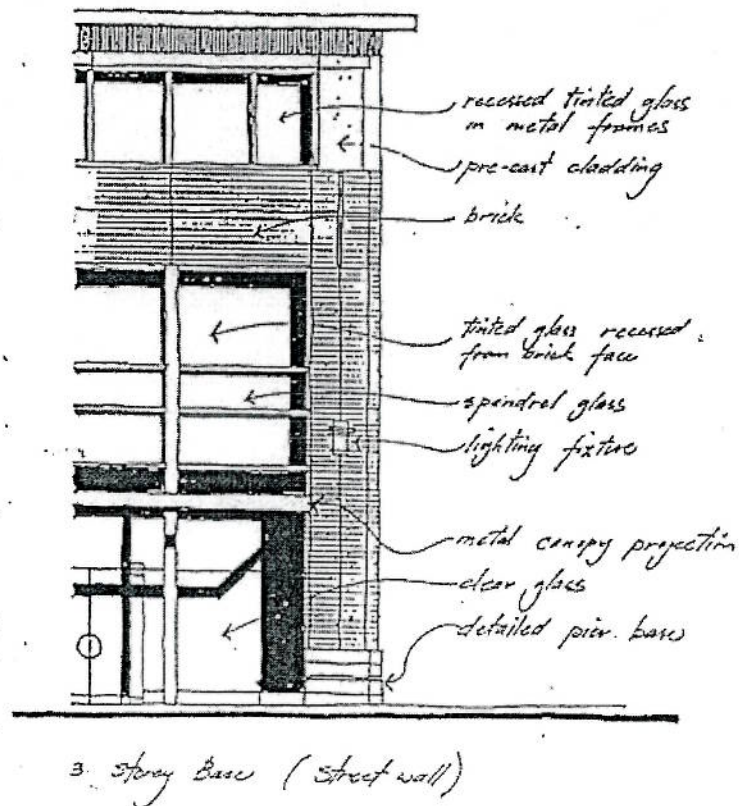 recessed tinted glass
in metal frames
pre-cast cladding
brick
tinted glass recessed
from brick face
spandrel glass
lighting fixture
metal canopy projection
clear glass
detailed pier base
3 Storey Base (Street wall)